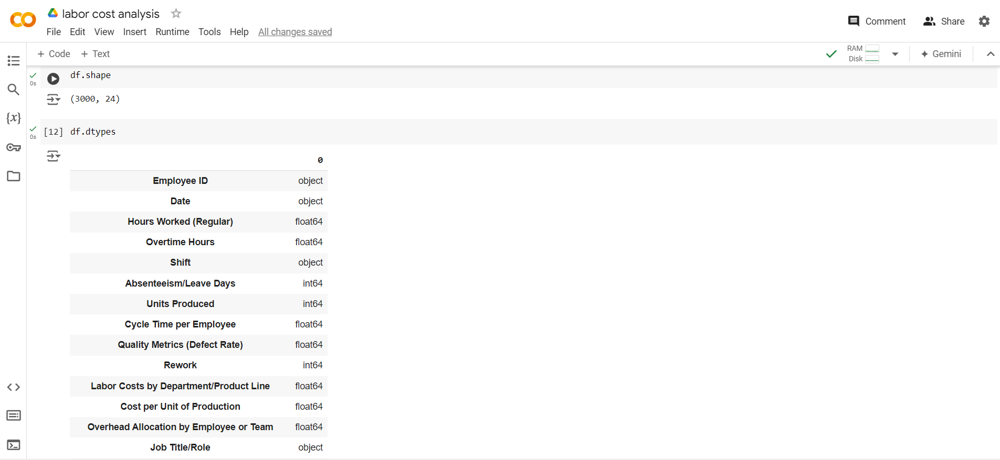 labor cost analysis
Comment
Share
File Edit View Insert Runtime Tools Help All changes saved
+ Code + Text
RAM
Disk
Gemini
df.shape
0s
(3000, 24)
[12] df.dtypes
0s
0
Employee ID object
Date object
Hours Worked (Regular) float64
Overtime Hours float64
Shift object
Absenteeism/Leave Days int64
Units Produced int64
Cycle Time per Employee float64
Quality Metrics (Defect Rate) float64
Rework int64
Labor Costs by Department/Product Line float64
Cost per Unit of Production float64
Overhead Allocation by Employee or Team float64
Job Title/Role object
{x}